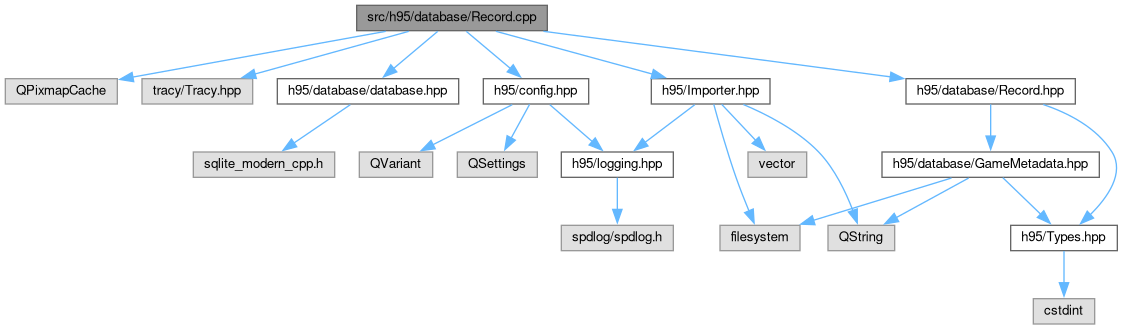 src/h95/database/Record.cpp
QPixmapCache
tracy/Tracy.hpp
h95/database/database.hpp
h95/config.hpp
h95/Importer.hpp
h95/database/Record.hpp
sqlite_modern_cpp.h
QVariant
QSettings
h95/logging.hpp
vector
h95/database/GameMetadata.hpp
spdlog/spdlog.h
filesystem
QString
h95/Types.hpp
cstdint